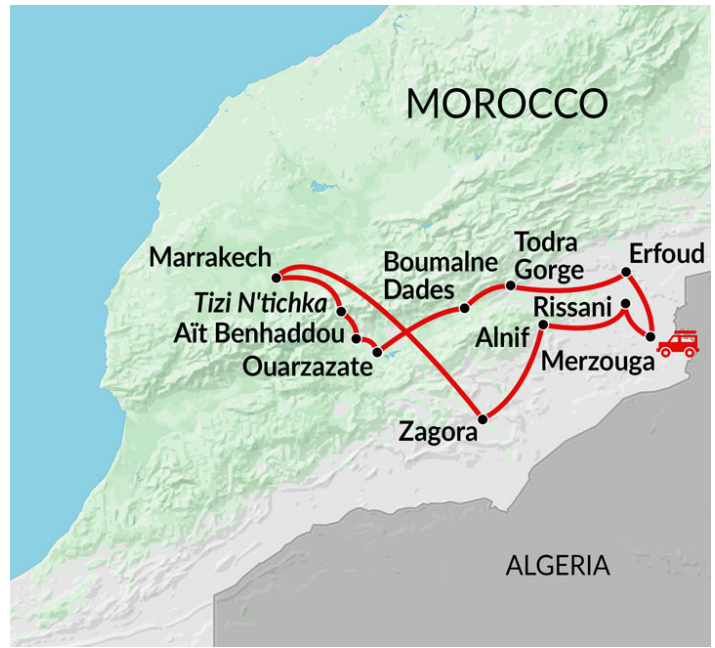 MOROCCO
Marrakech
Tizi N'tichka
Aït Benhaddou
Ouarzazate
Boumalne
Dades
Todra
Gorge
Erfoud
Rissani
Alnif
Merzouga
Zagora
ALGERIA